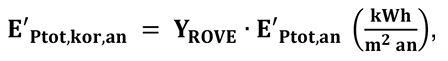 E′Ptot,kor,an = YROVE · E′Ptot,an (kWh/m² an),